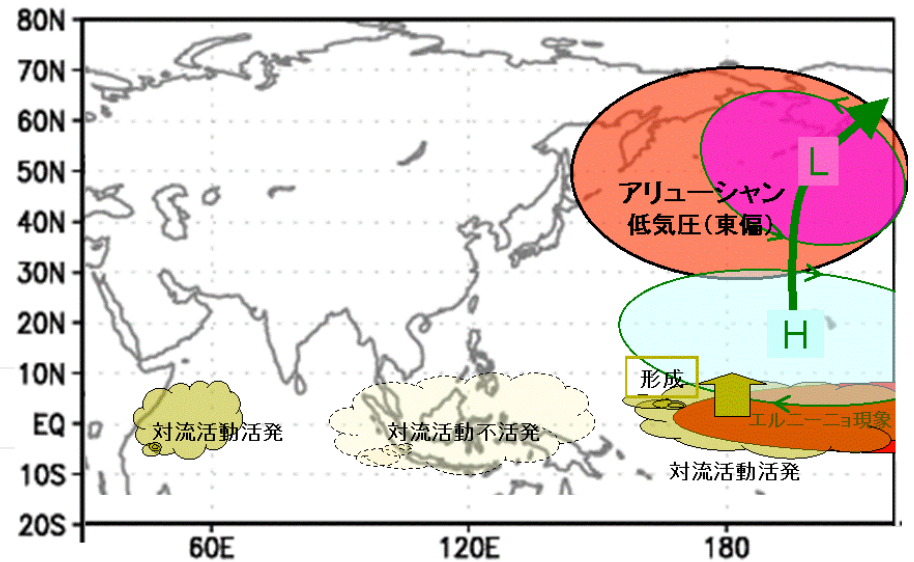 80N
70N
60N
50N
40N
30N
20N
10N
EQ
10S
20S
60E
120E
180
L
アリューシャン
低気圧(東偏)
H
形成
エルニーニョ現象
対流活動活発
対流活動不活発
対流活動活発